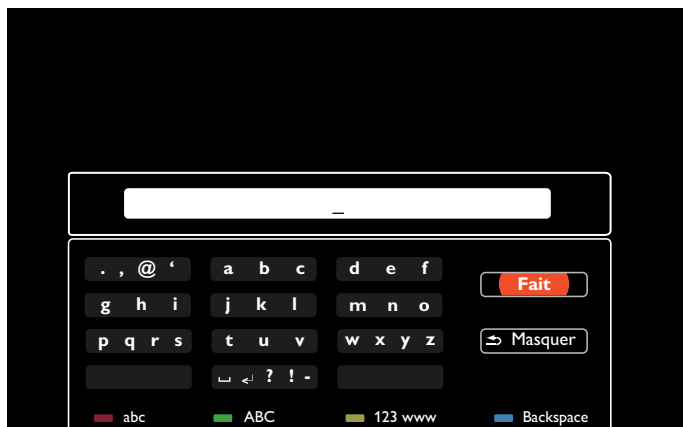 _
. , @ ‘ a b c d e f
Fait
g h i j k l m n o
p q r s t u v w x y z
Masquer
␣ ↵ ? ! -
abc ABC 123 www Backspace